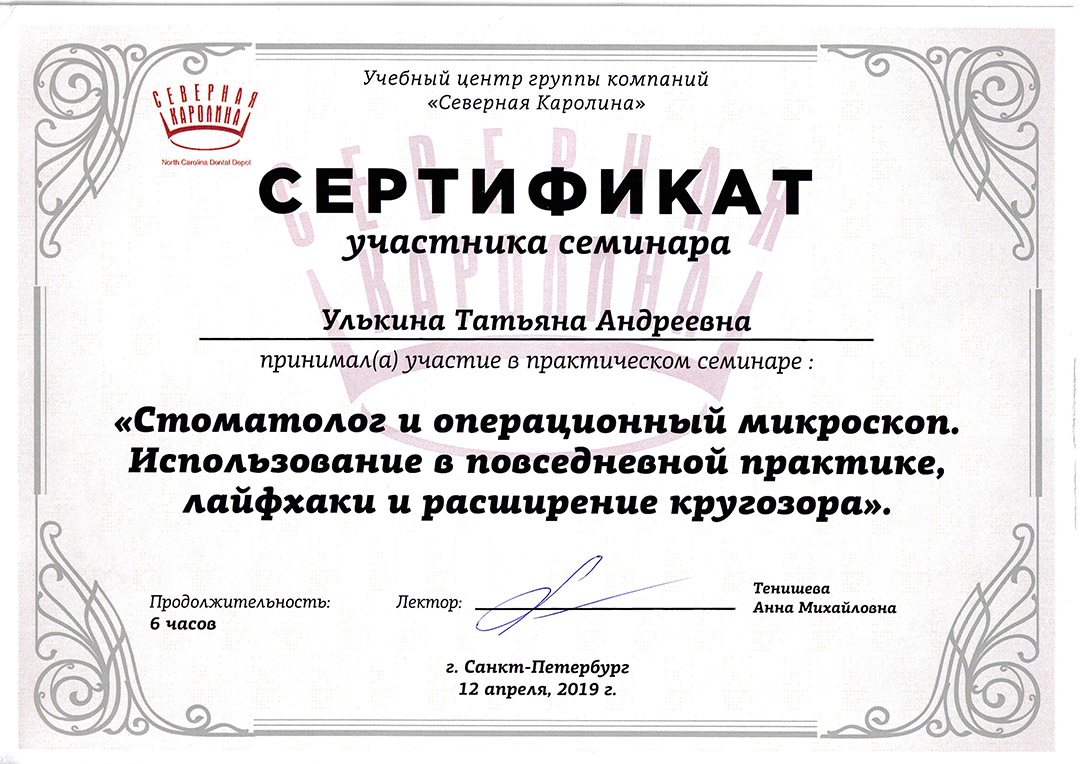 Учебный центр группы компаний
«Северная Каролина»
СЕВЕРНАЯ
КАРОЛИНА
North Carolina Dental Depot
СЕВЕРНАЯ
КАРОЛИНА
СЕРТИФИКАТ
участника семинара
Улькина Татьяна Андреевна
принимал(а) участие в практическом семинаре :
«Стоматолог и операционный микроскоп.
Использование в повседневной практике,
лайфхаки и расширение кругозора».
Продолжительность:
6 часов
Лектор:
Тенишева
Анна Михайловна
г. Санкт-Петербург
12 апреля, 2019 г.